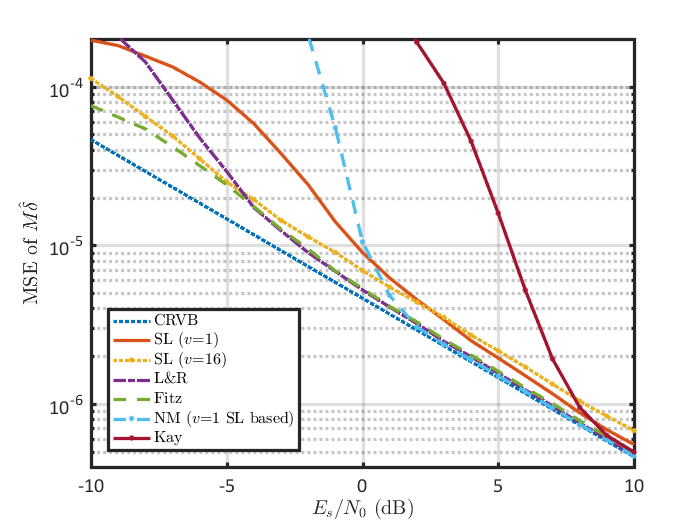 10^-4
10^-5
10^-6
MSE of Mδ̂
CRVB
SL (v=1)
SL (v=16)
L&R
Fitz
NM (v=1 SL based)
Kay
-10 -5 0 5 10
E_s/N_0 (dB)